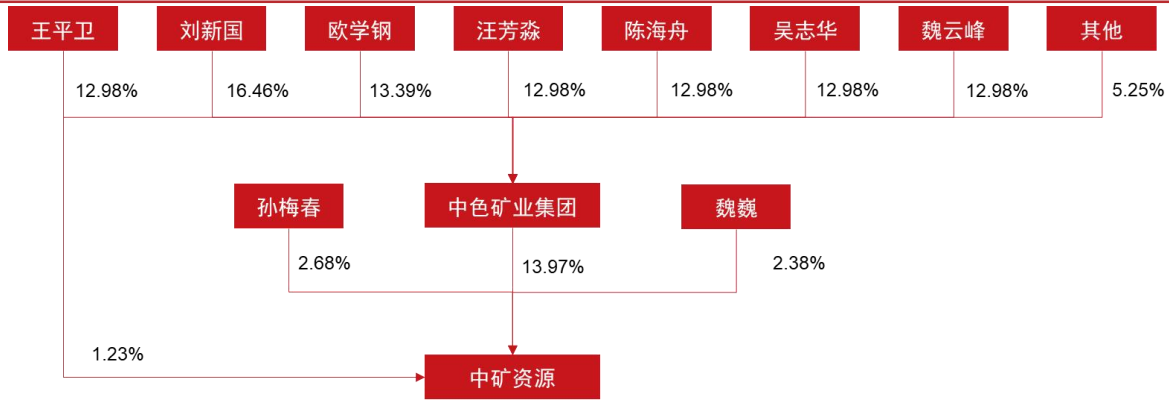 王平卫
刘新国
欧学钢
汪芳淼
陈海舟
吴志华
魏云峰
其他
12.98%
16.46%
13.39%
12.98%
12.98%
12.98%
12.98%
5.25%
孙梅春
中色矿业集团
魏巍
2.68%
13.97%
2.38%
1.23%
中矿资源